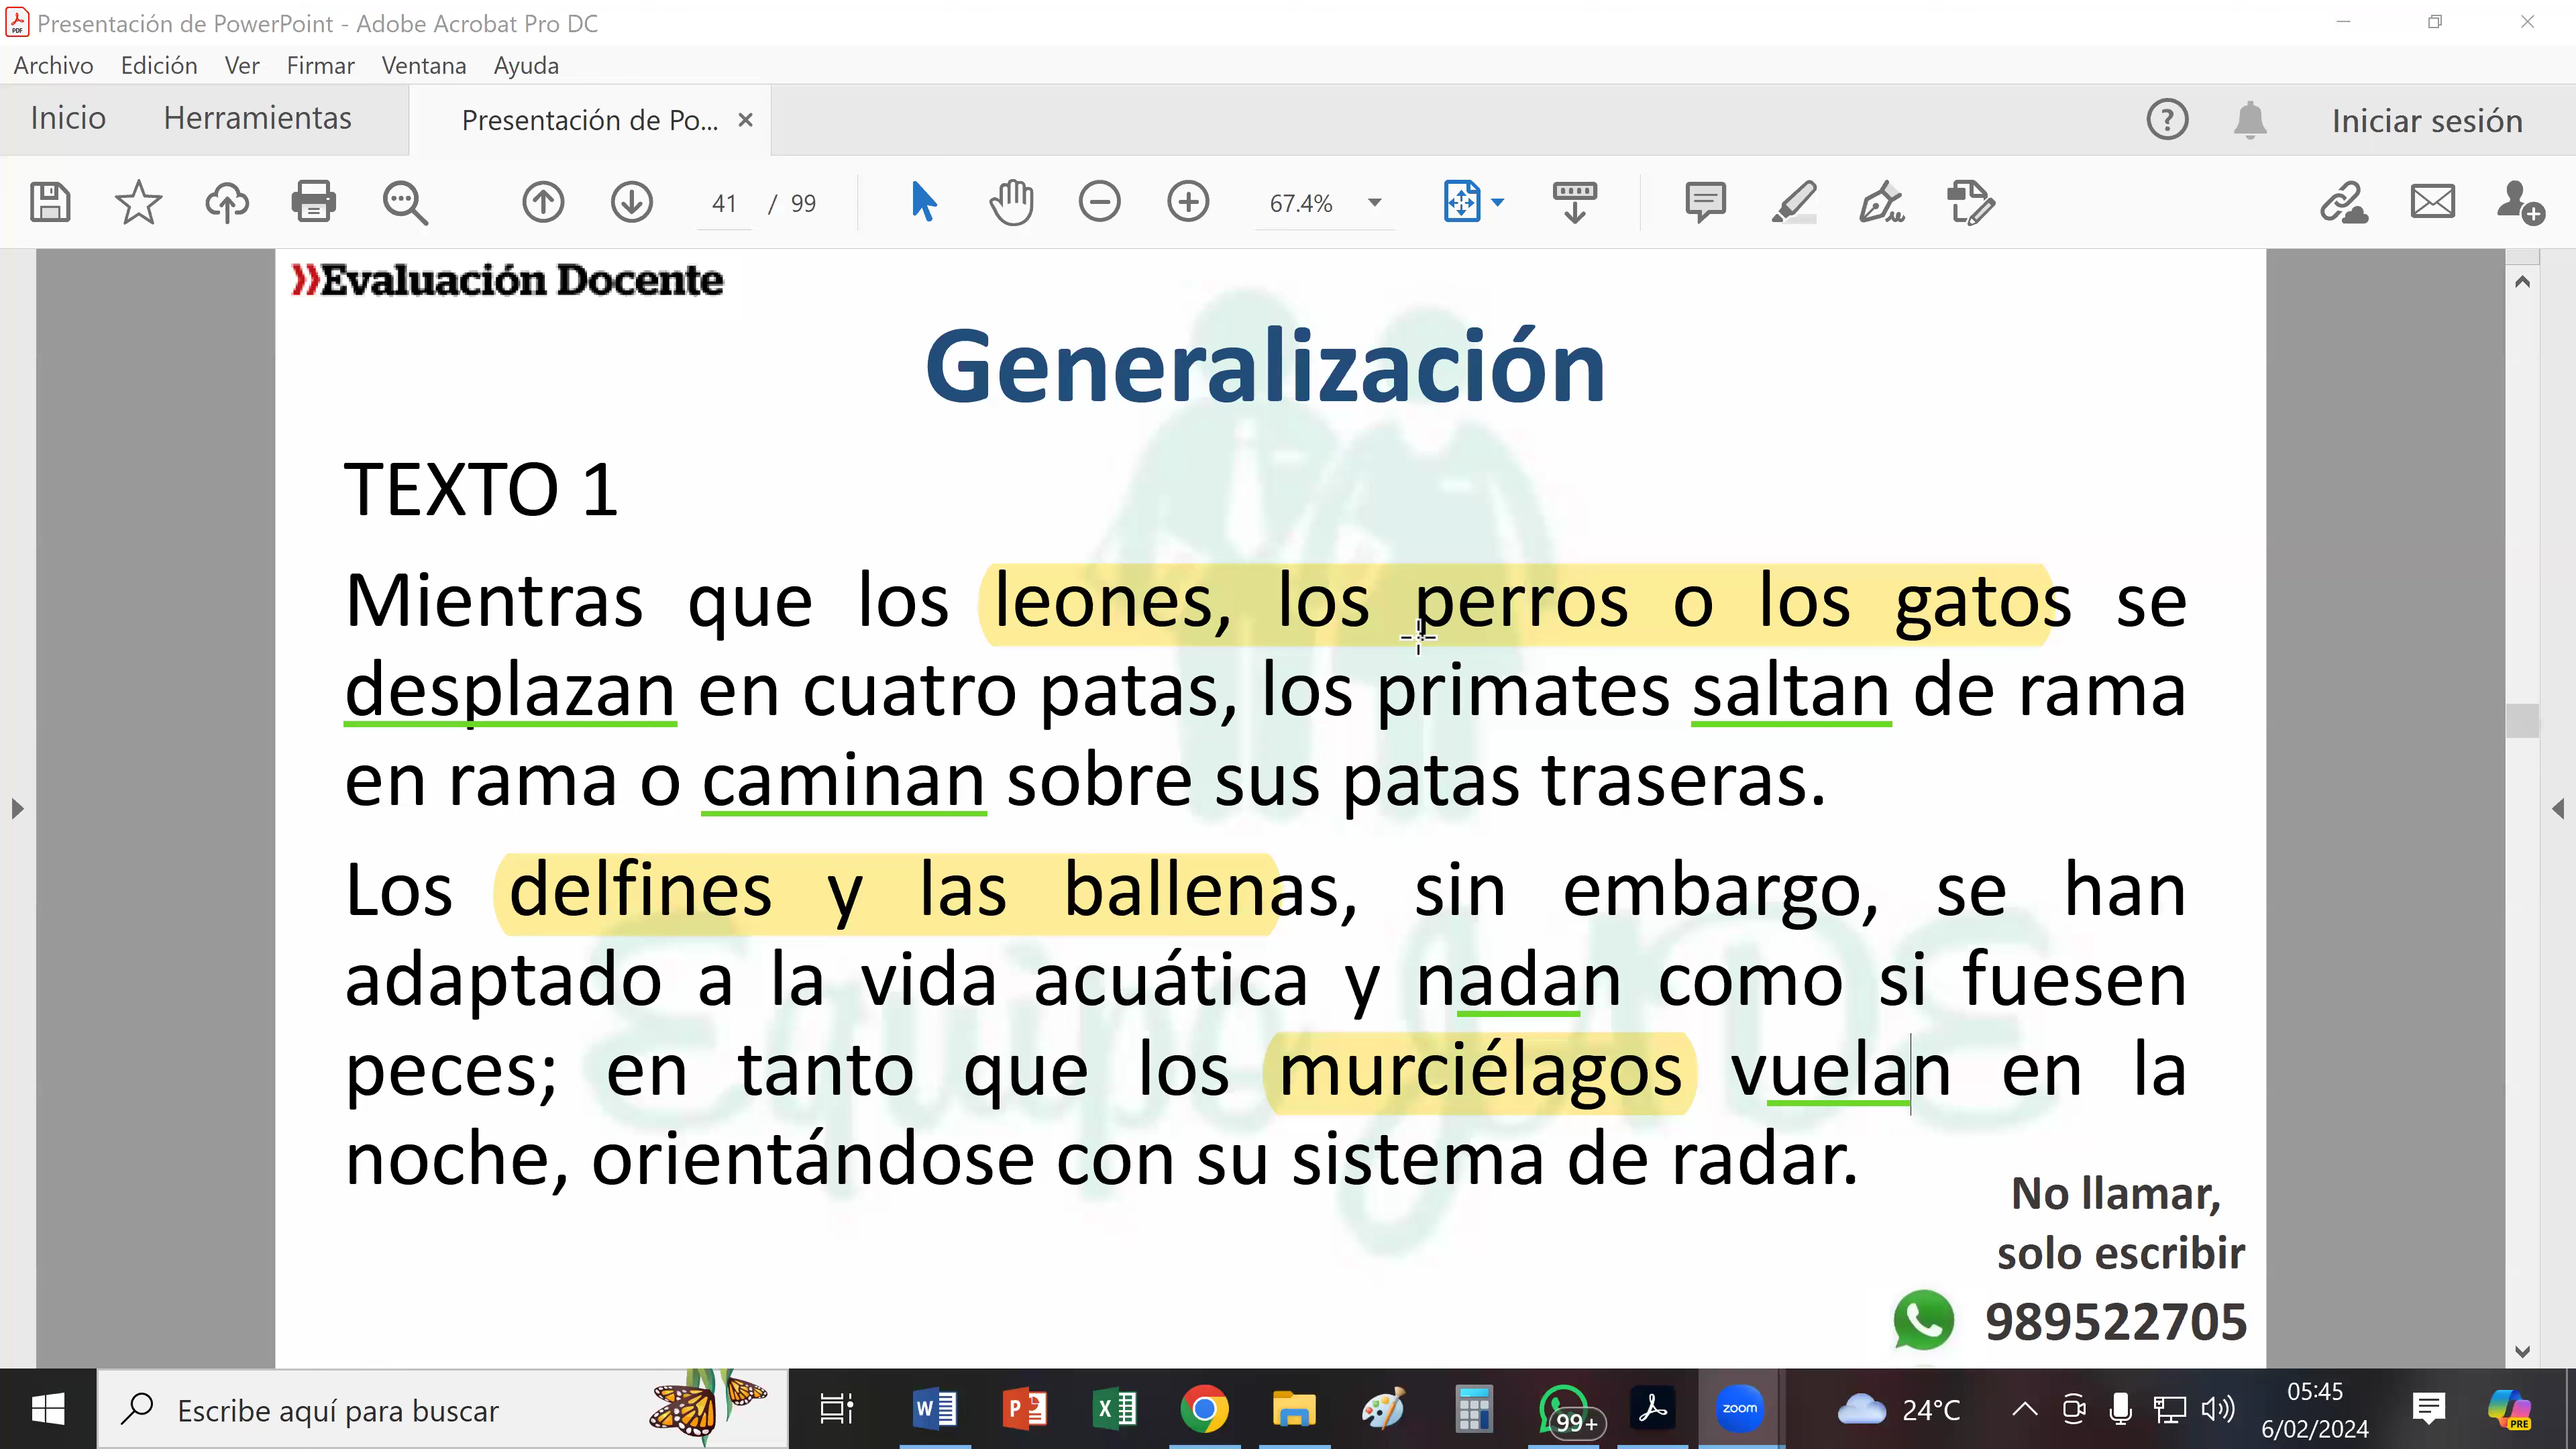 Presentación de PowerPoint - Adobe Acrobat Pro DC
Archivo Edición Ver Firmar Ventana Ayuda
Inicio Herramientas Presentación de Po... Iniciar sesión
41 / 99 67.4%
Evaluación Docente
Generalización
TEXTO 1
Mientras que los leones, los perros o los gatos se
desplazan en cuatro patas, los primates saltan de rama
en rama o caminan sobre sus patas traseras.
Los delfines y las ballenas, sin embargo, se han
adaptado a la vida acuática y nadan como si fuesen
peces; en tanto que los murciélagos vuelan en la
noche, orientándose con su sistema de radar.
Equipo JUNDE
No llamar,
solo escribir
989522705
Escribe aquí para buscar
99+
zoom
24°C
05:45
6/02/2024
PRE